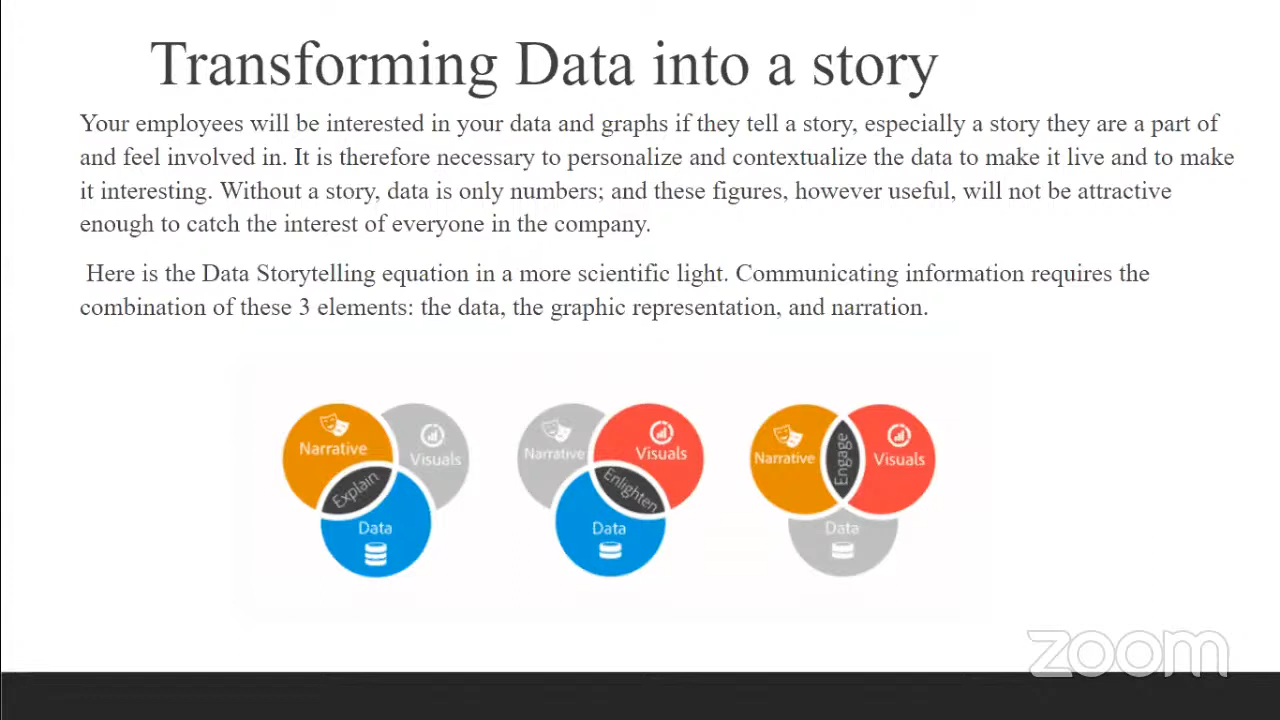 Transforming Data into a story
Your employees will be interested in your data and graphs if they tell a story, especially a story they are a part of
and feel involved in. It is therefore necessary to personalize and contextualize the data to make it live and to make
it interesting. Without a story, data is only numbers; and these figures, however useful, will not be attractive
enough to catch the interest of everyone in the company.
Here is the Data Storytelling equation in a more scientific light. Communicating information requires the
combination of these 3 elements: the data, the graphic representation, and narration.
Narrative
Visuals
Explain
Data
Narrative
Visuals
Enlighten
Data
Narrative
Engage
Visuals
Data
zoom